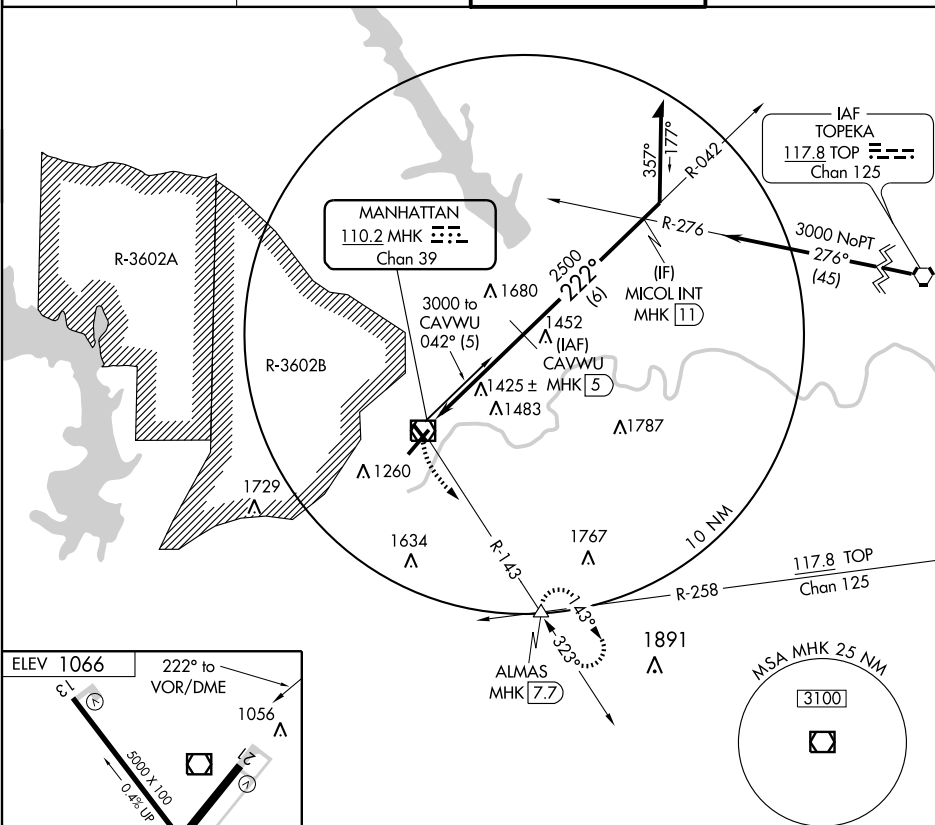 IAF
TOPEKA
117.8 TOP
Chan 125
357°
177°
R-042
MANHATTAN
110.2 MHK
Chan 39
R-276
3000 NoPT
276°
(45)
R-3602A
2500
222°
(6)
(IF)
MICOL INT
MHK 11
1680
3000 to
CAVWU
042° (5)
1452
(IAF)
CAVWU
MHK 5
R-3602B
1425 ±
1483
1787
1260
1729
1634
R-143
1767
10 NM
117.8 TOP
Chan 125
R-258
143°
323°
1891
ALMAS
MHK 7.7
MSA MHK 25 NM
3100
ELEV 1066
222° to
VOR/DME
13
V
1056
21
V
5000 X 100
0.4% UP